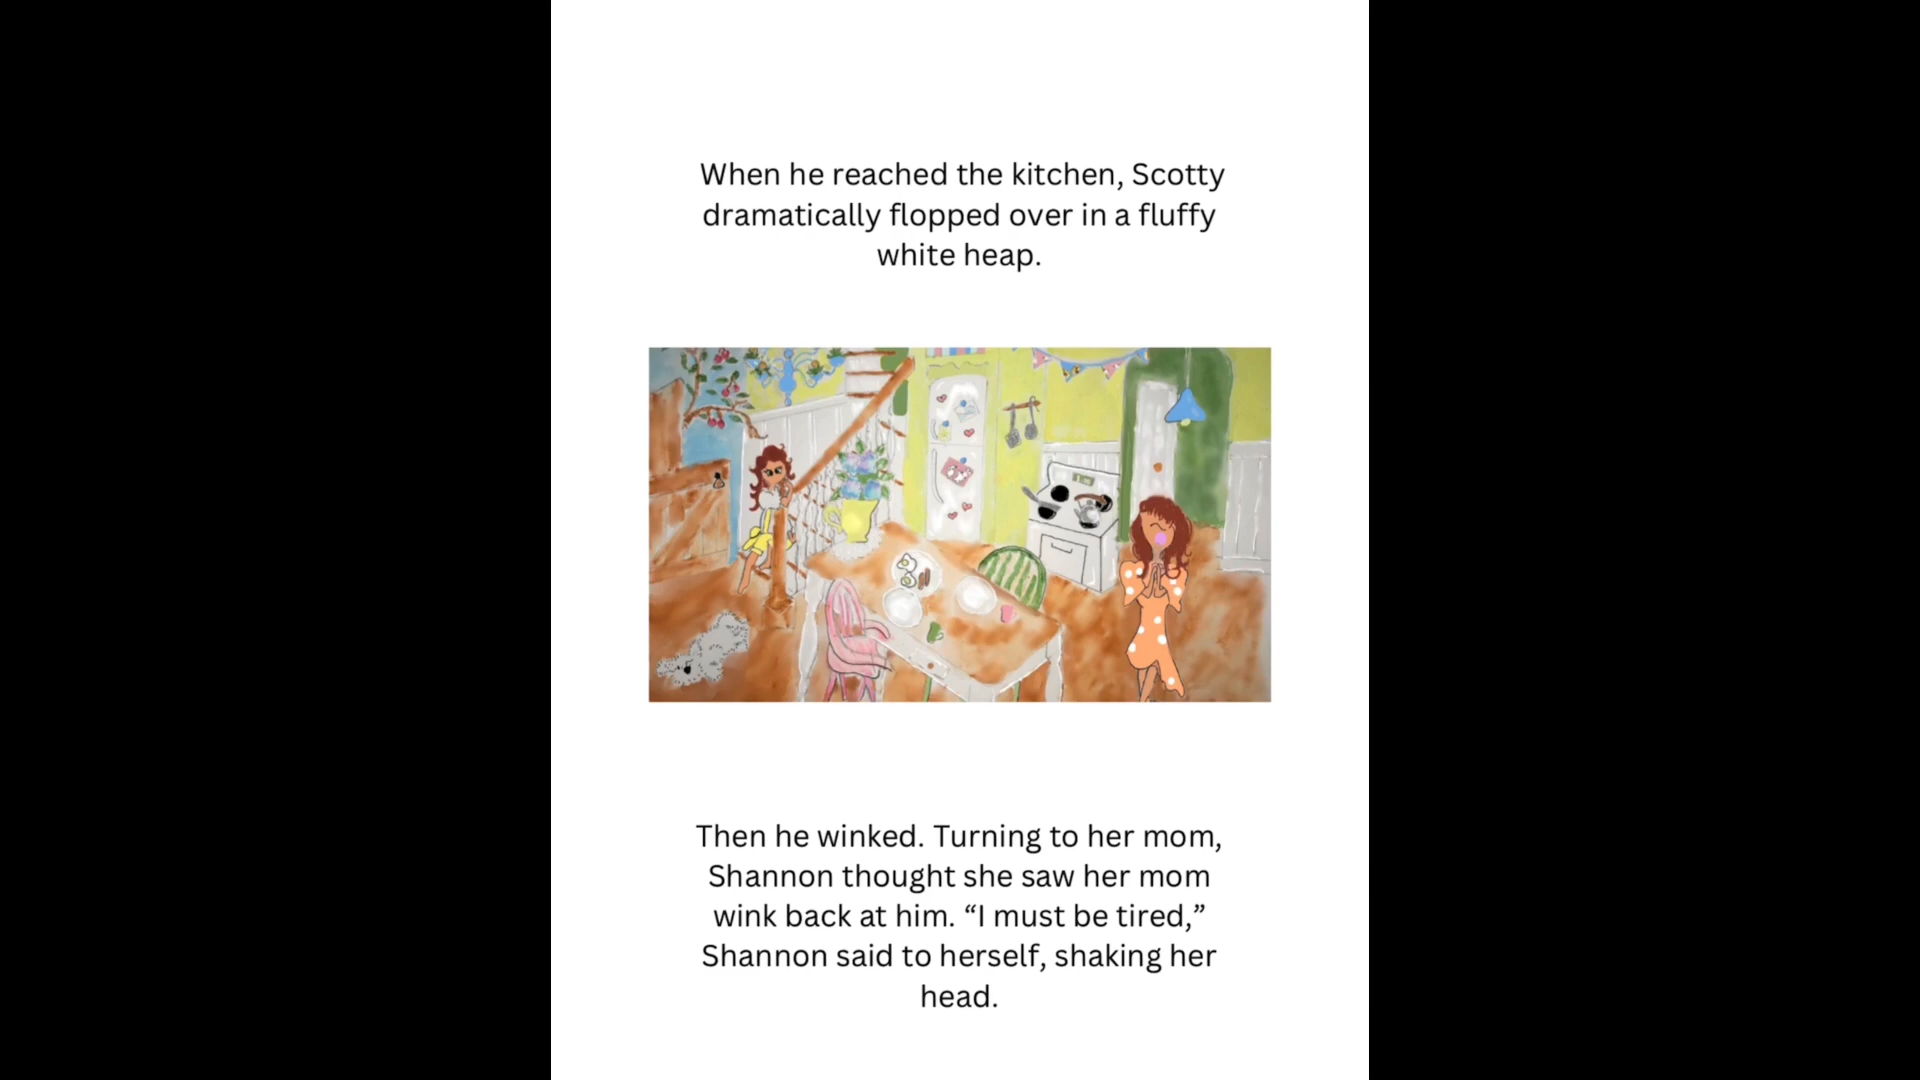 When he reached the kitchen, Scotty
dramatically flopped over in a fluffy
white heap.
Then he winked. Turning to her mom,
Shannon thought she saw her mom
wink back at him. “I must be tired,”
Shannon said to herself, shaking her
head.